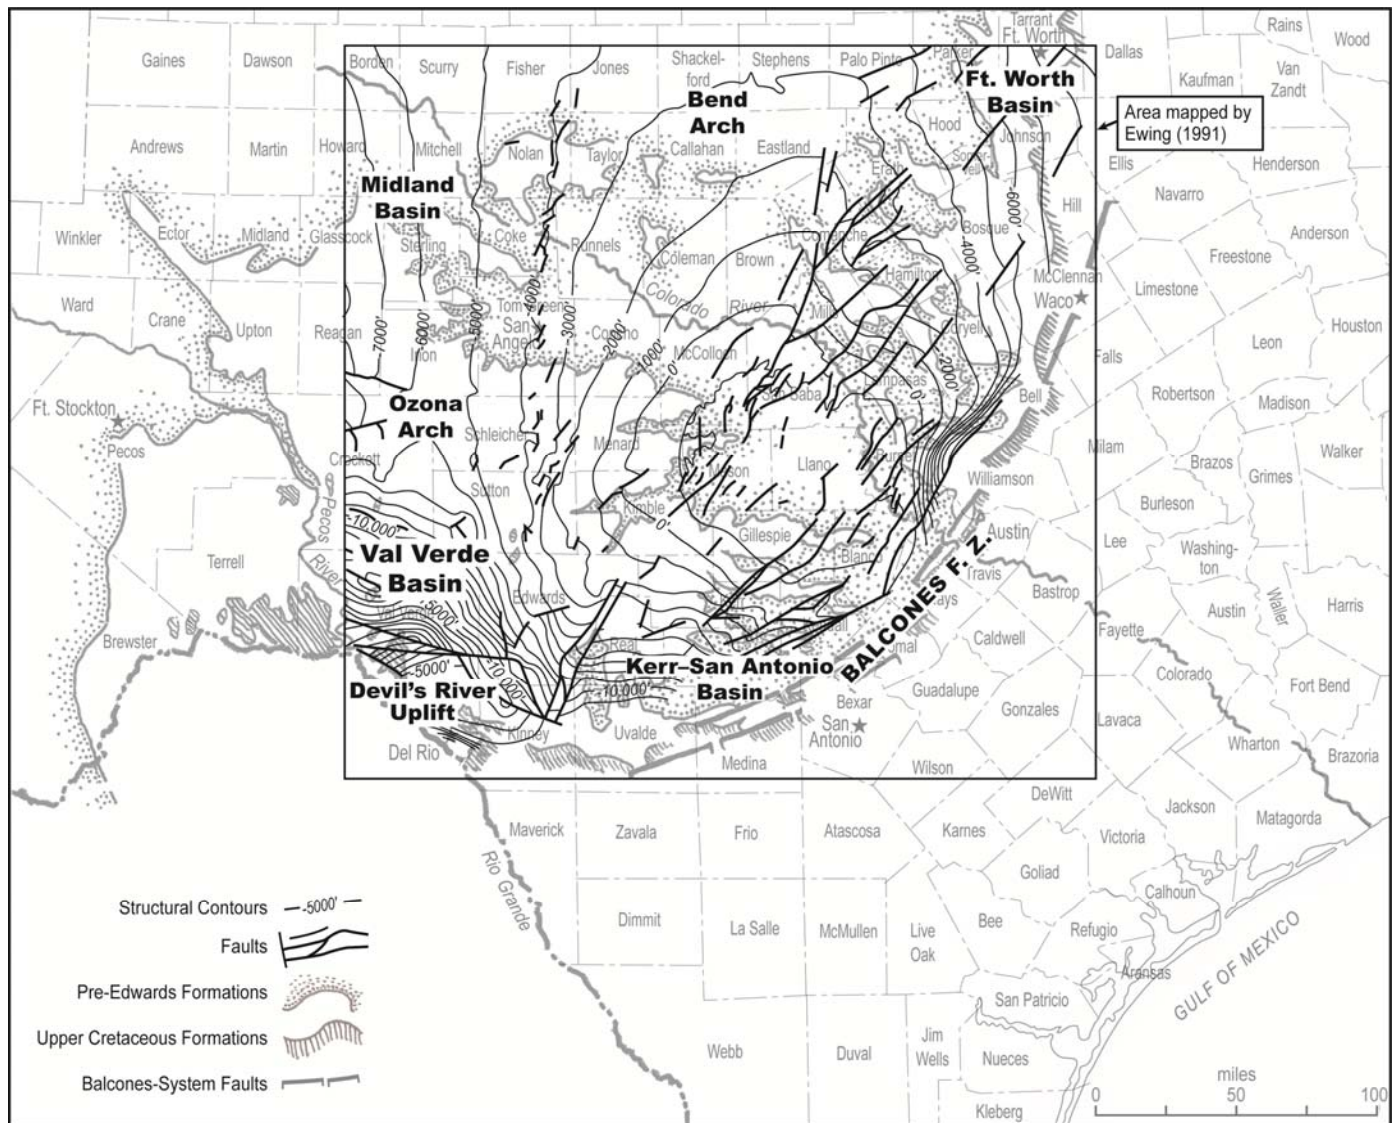 Tarrant
Ft. Worth
Rains
Wood
Gaines
Dawson
Borden
Scurry
Fisher
Jones
Shackel-
ford
Stephens
Palo Pinto
Parker
Dallas
Kaufman
Van
Zandt
Bend
Arch
Ft. Worth
Basin
Area mapped by
Ewing (1991)
Andrews
Martin
Howard
Mitchell
Nolan
Taylor
Callahan
Eastland
Erath
Hood
Johnson
Ellis
Henderson
Navarro
Midland
Basin
Hill
-6000'
Winkler
Ector
Midland
Glasscock
Sterling
Coke
Runnels
Coleman
Brown
Comanche
Bosque
-4000'
Hamilton
Anderson
Freestone
McClennan
Waco
Limestone
Ward
Crane
Upton
Reagan
Irion
Tom Green
San
Angelo
Concho
Colorado
River
McCulloch
Mills
Coryell
Falls
Leon
Houston
-7000'
-6000'
-5000'
-4000'
-3000'
-2000'
-1000'
0'
San Saba
Lampasas
0'
-2000'
Bell
Robertson
Madison
Ft. Stockton
Pecos
Ozona
Arch
Crockett
Schleicher
Menard
Mason
Llano
Burnet
Milam
Brazos
Grimes
Walker
Williamson
Burleson
Sutton
Kimble
0'
Gillespie
Blanco
Austin
Travis
Lee
Washing-
ton
Pecos
River
Terrell
-10,000'
Val Verde
Basin
-5000'
Val Verde
Edwards
Bastrop
Austin
Waller
Harris
Brewster
Real
Hays
Caldwell
Fayette
Colorado
Fort Bend
BALCONES F. Z.
Kerr–San Antonio
Basin
-5000'
-10,000'
-10,000'
Devil's River
Uplift
Bexar
San
Antonio
Guadalupe
Gonzales
Lavaca
Wharton
Brazoria
Del Rio
Kinney
Uvalde
Medina
Wilson
DeWitt
Jackson
Matagorda
Maverick
Zavala
Frio
Atascosa
Karnes
Victoria
Goliad
Calhoun
Rio Grande
Structural Contours
-5000'
Faults
Pre-Edwards Formations
Upper Cretaceous Formations
Balcones-System Faults
Dimmit
La Salle
McMullen
Live
Oak
Bee
Refugio
Aransas
San Patricio
GULF OF MEXICO
Webb
Duval
Jim
Wells
Nueces
Kleberg
miles
0
50
100